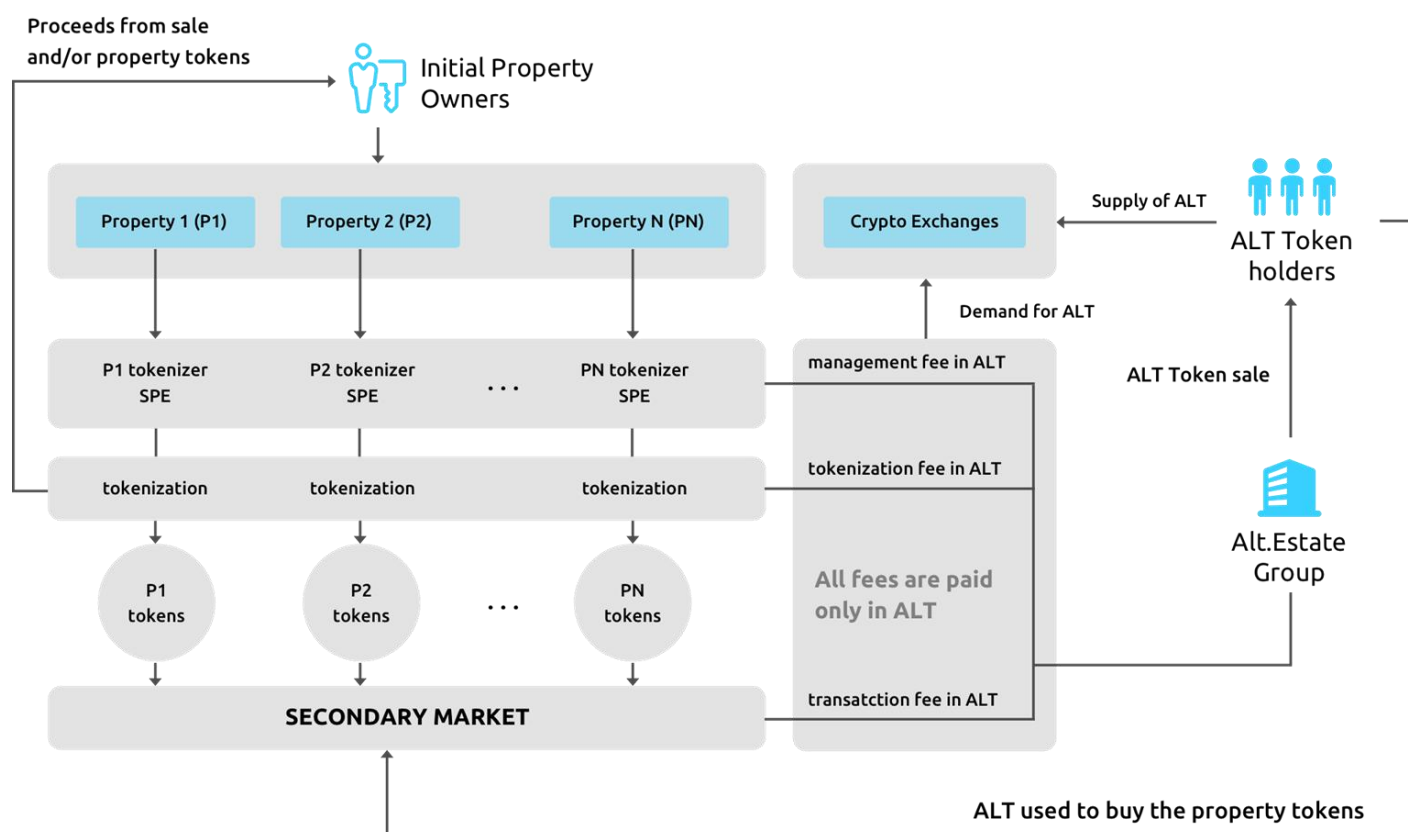 Proceeds from sale
and/or property tokens
Initial Property
Owners
Property 1 (P1)
Property 2 (P2)
Property N (PN)
Crypto Exchanges
Supply of ALT
ALT Token
holders
Demand for ALT
P1 tokenizer
SPE
P2 tokenizer
SPE
...
PN tokenizer
SPE
management fee in ALT
ALT Token sale
tokenization
tokenization
tokenization
tokenization fee in ALT
Alt.Estate
Group
P1
tokens
P2
tokens
...
PN
tokens
All fees are paid
only in ALT
SECONDARY MARKET
transatction fee in ALT
ALT used to buy the property tokens